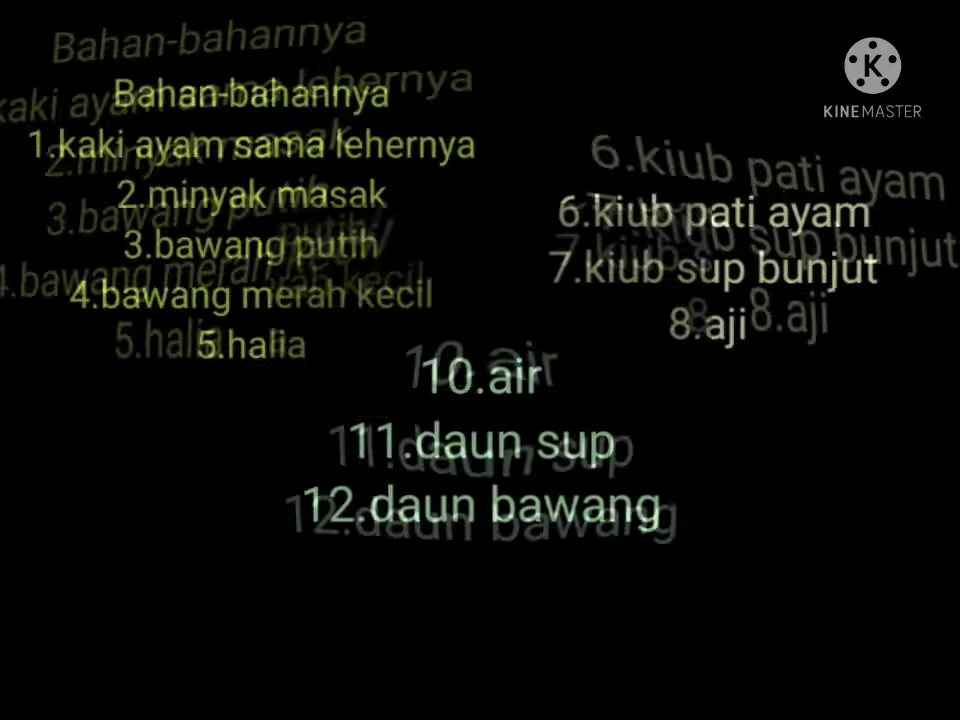 Bahan-bahannya
1.kaki ayam sama lehernya
2.minyak masak
3.bawang putih
4.bawang merah kecil
5.halia
6.kiub pati ayam
7.kiub sup bunjut
8.aji
10.air
11.daun sup
12.daun bawang
KINEMASTER